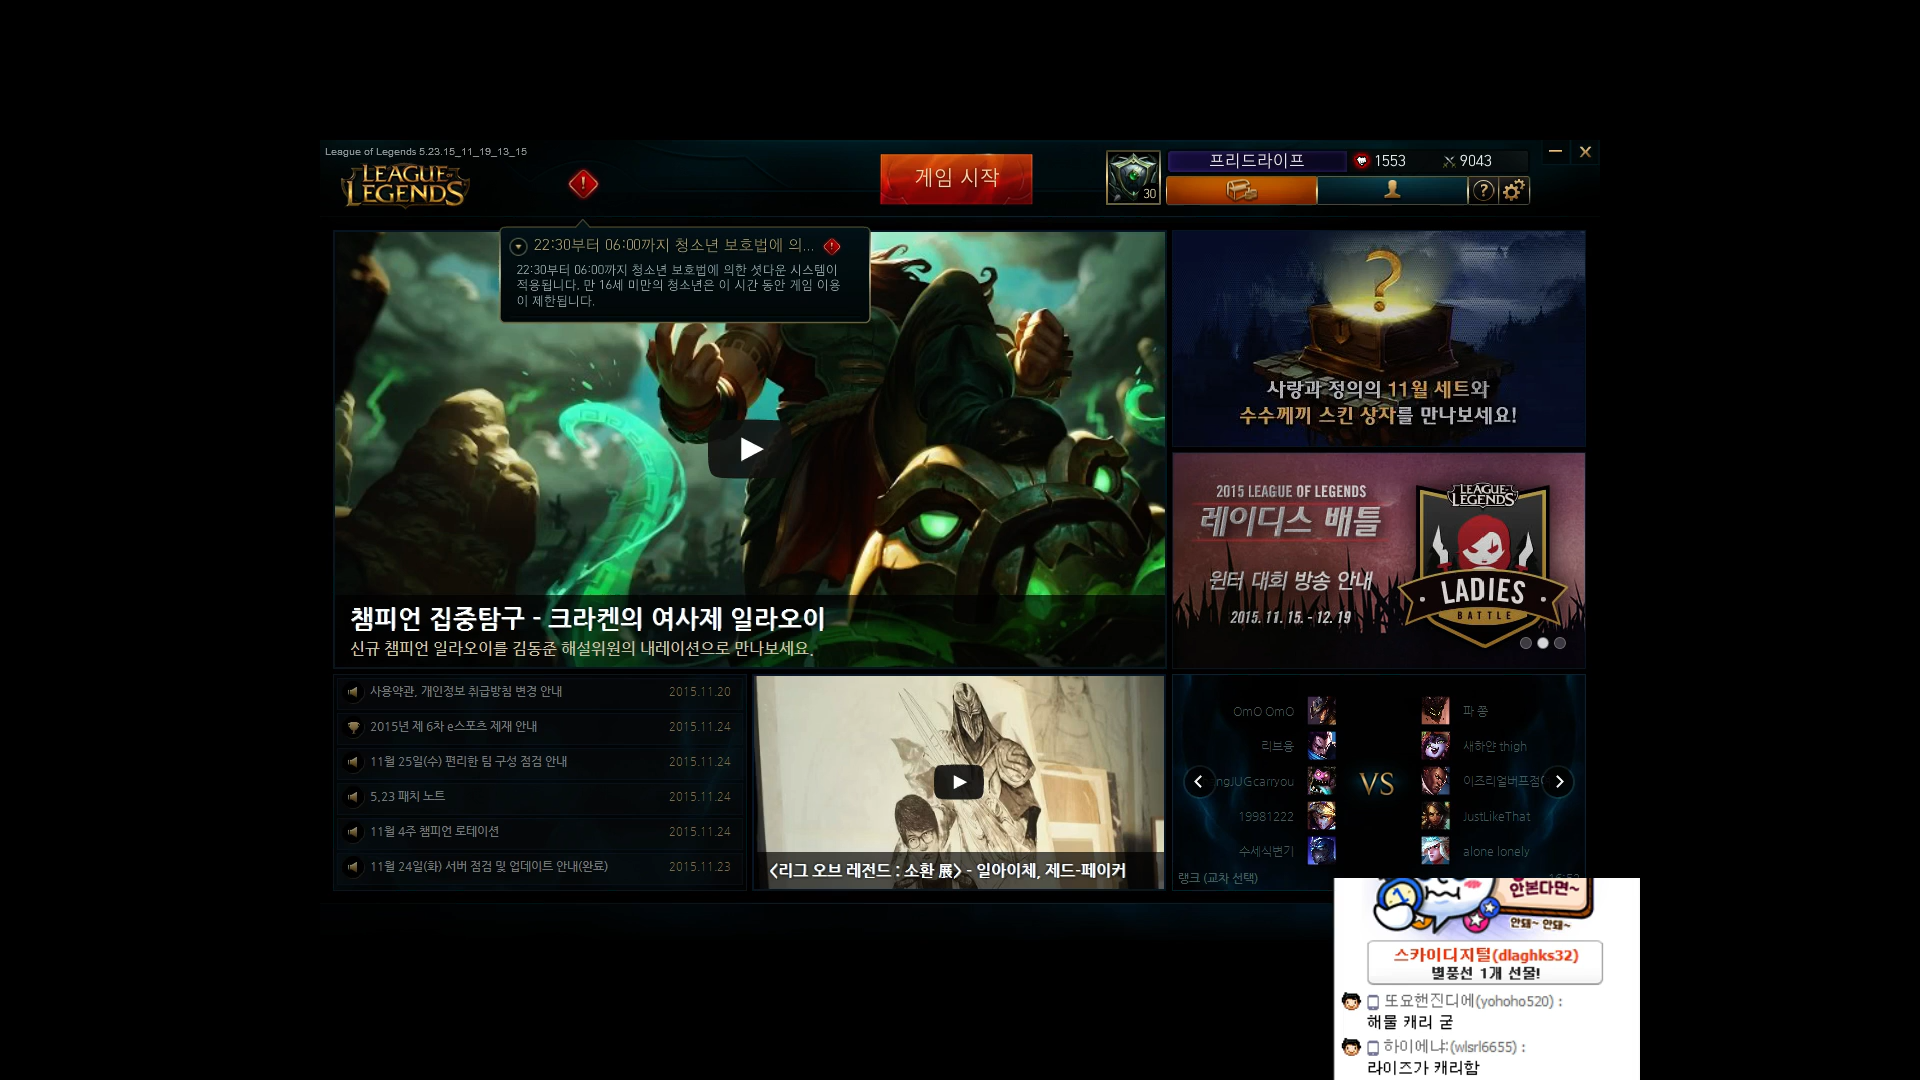 League of Legends 5.23.15_11_19_13_15
LEAGUE OF LEGENDS
게임 시작
30
프리드라이프
1553
9043
22:30부터 06:00까지 청소년 보호법에 의...
22:30부터 06:00까지 청소년 보호법에 의한 셧다운 시스템이
적용됩니다. 만 16세 미만의 청소년은 이 시간 동안 게임 이용
이 제한됩니다.
챔피언 집중탐구 - 크라켄의 여사제 일라오이
신규 챔피언 일라오이를 김동준 해설위원의 내레이션으로 만나보세요.
사랑과 정의의 11월 세트와
수수께끼 스킨 상자를 만나보세요!
2015 LEAGUE OF LEGENDS
레이디스 배틀
윈터 대회 방송 안내
2015. 11. 15. - 12. 19
LEAGUE OF LEGENDS
LADIES
BATTLE
사용약관, 개인정보 취급방침 변경 안내 2015.11.20
2015년 제 6차 e스포츠 제재 안내 2015.11.24
11월 25일(수) 편리한 팀 구성 점검 안내 2015.11.24
5.23 패치 노트 2015.11.24
11월 4주 챔피언 로테이션 2015.11.24
11월 24일(화) 서버 점검 및 업데이트 안내(완료) 2015.11.23
<리그 오브 레전드 : 소환 展> - 일아이체, 제드-페이커
OmO OmO
리브융
ngJUGcarryou
19981222
수세식변기
VS
파 쫑
새하얀 thigh
이즈리얼버프점
JustLikeThat
alone lonely
랭크 (교차 선택)
안본다면~
안돼~ 안돼~
스카이디지털(dlaghks32)
별풍선 1개 선물!
또요핸진디에(yohoho520) :
해물 캐리 굳
하이에냐:(wlsrl6655) :
라이즈가 캐리함